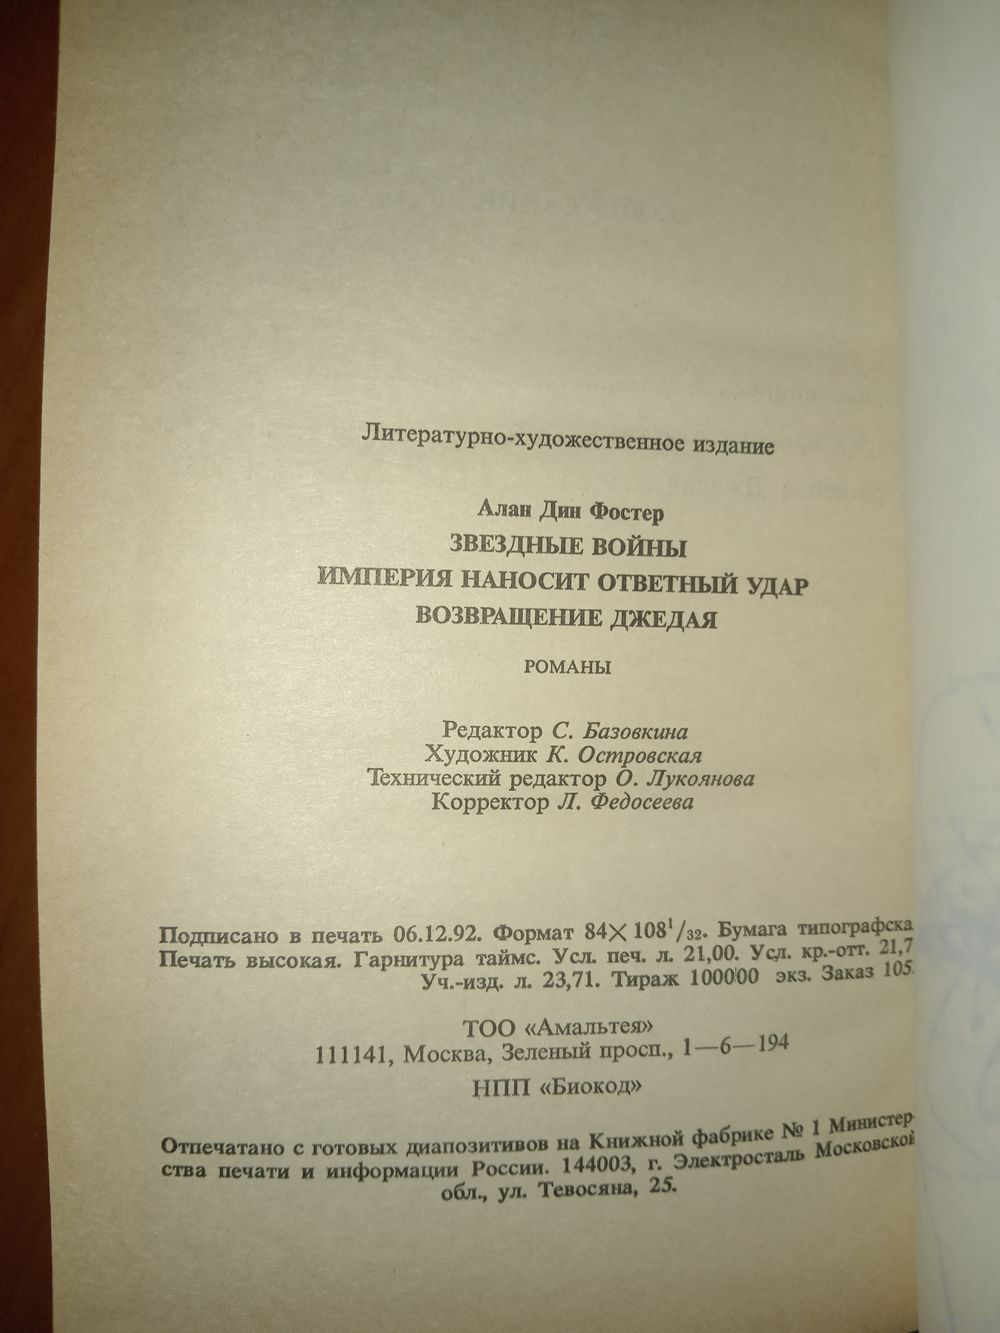 Литературно-художественное издание
Алан Дин Фостер
ЗВЕЗДНЫЕ ВОЙНЫ
ИМПЕРИЯ НАНОСИТ ОТВЕТНЫЙ УДАР
ВОЗВРАЩЕНИЕ ДЖЕДАЯ
РОМАНЫ
Редактор С. Базовкина
Художник К. Островская
Технический редактор О. Лукоянова
Корректор Л. Федосеева
Подписано в печать 06.12.92. Формат 84×108¹/₃₂. Бумага типографска
Печать высокая. Гарнитура таймс. Усл. печ. л. 21,00. Усл. кр.-отт. 21,7
Уч.-изд. л. 23,71. Тираж 100000 экз. Заказ 105
ТОО «Амальтея»
111141, Москва, Зеленый просп., 1—6—194
НПП «Биокод»
Отпечатано с готовых диапозитивов на Книжной фабрике № 1 Министер-
ства печати и информации России. 144003, г. Электросталь Московской
обл., ул. Тевосяна, 25.